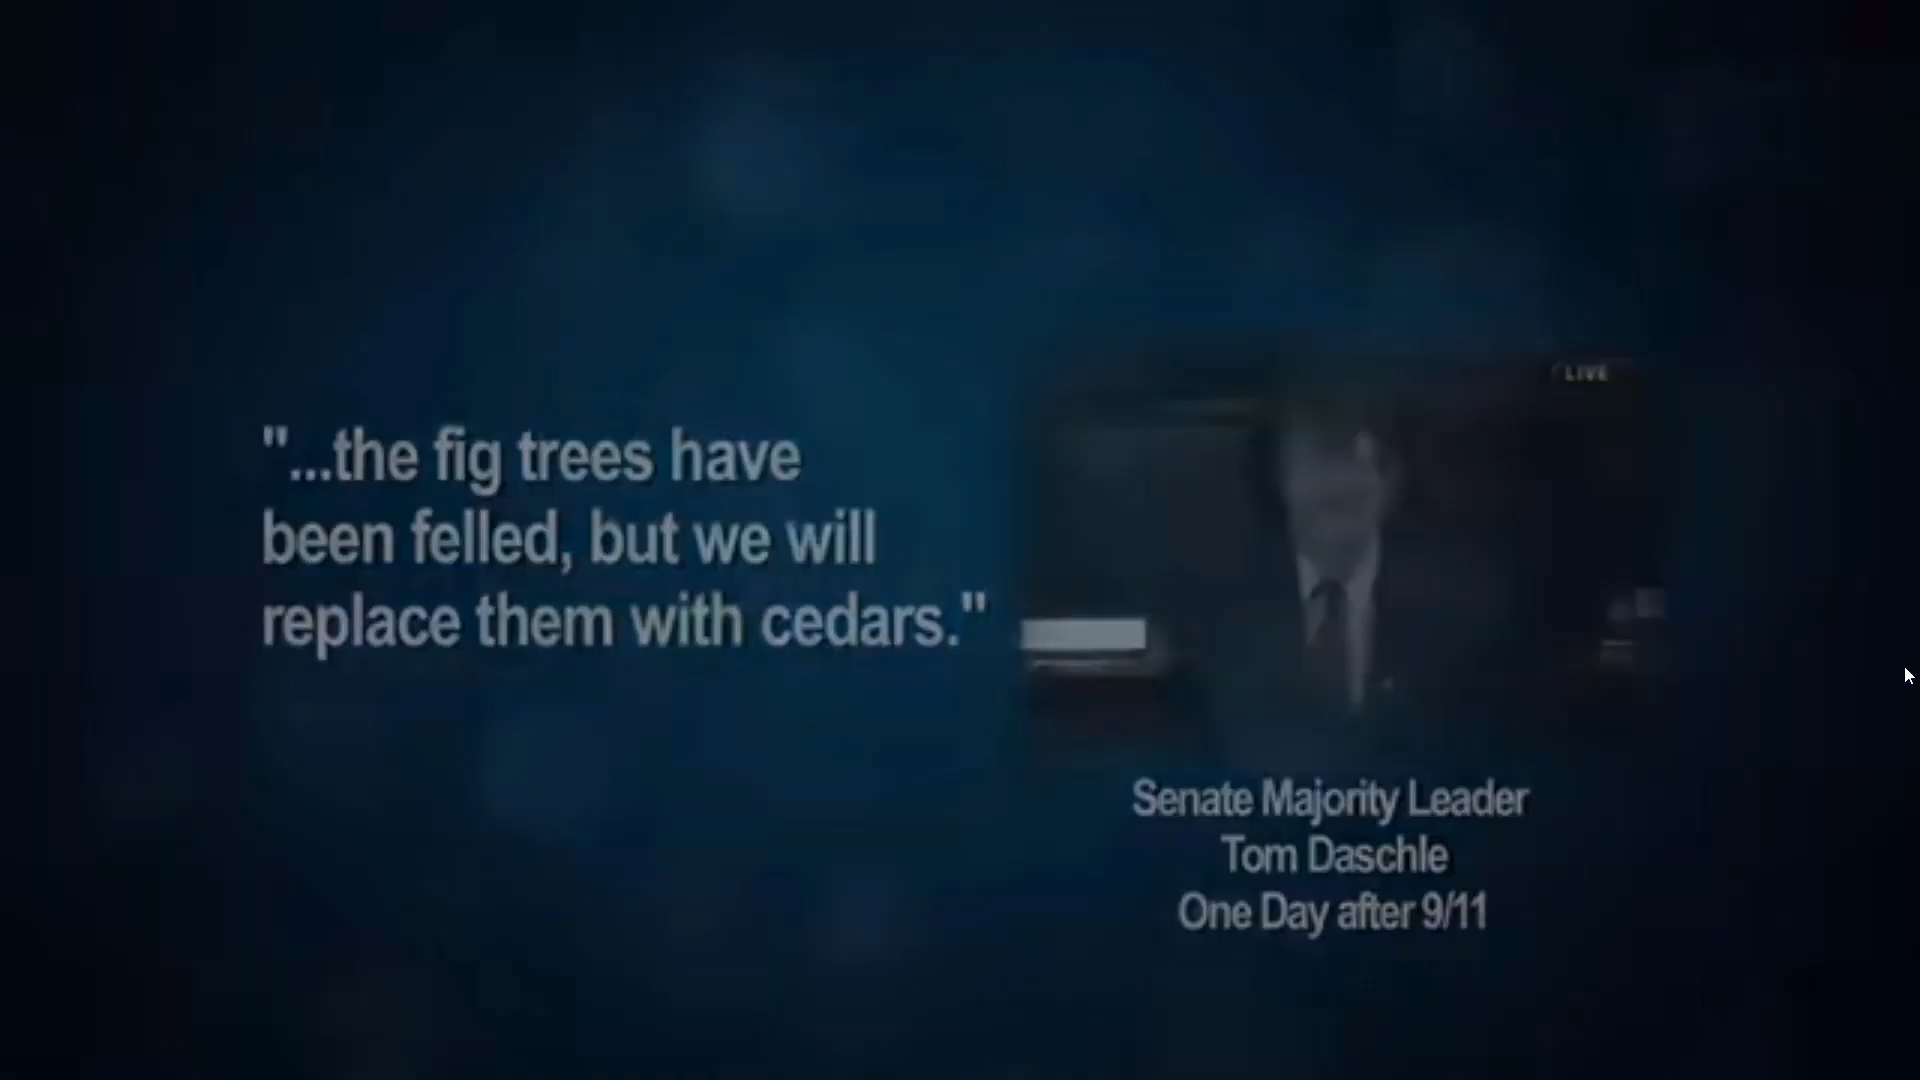 "...the fig trees have
been felled, but we will
replace them with cedars."
LIVE
Senate Majority Leader
Tom Daschle
One Day after 9/11